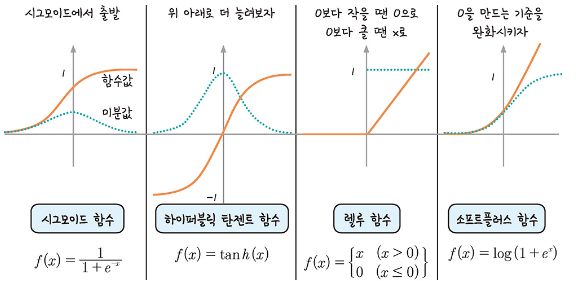 시그모이드에서 출발
1
함수값
미분값
시그모이드 함수
f(x) = 1/(1+e^-x)
위 아래로 더 늘려보자
1
-1
하이퍼볼릭 탄젠트 함수
f(x) = tanh(x)
0보다 작을 땐 0으로
0보다 클 땐 x로
1
렐루 함수
f(x) = {x (x>0)
0 (x≤0)}
0을 만드는 기준을
완화시키자
1
소프트플러스 함수
f(x) = log(1+e^x)